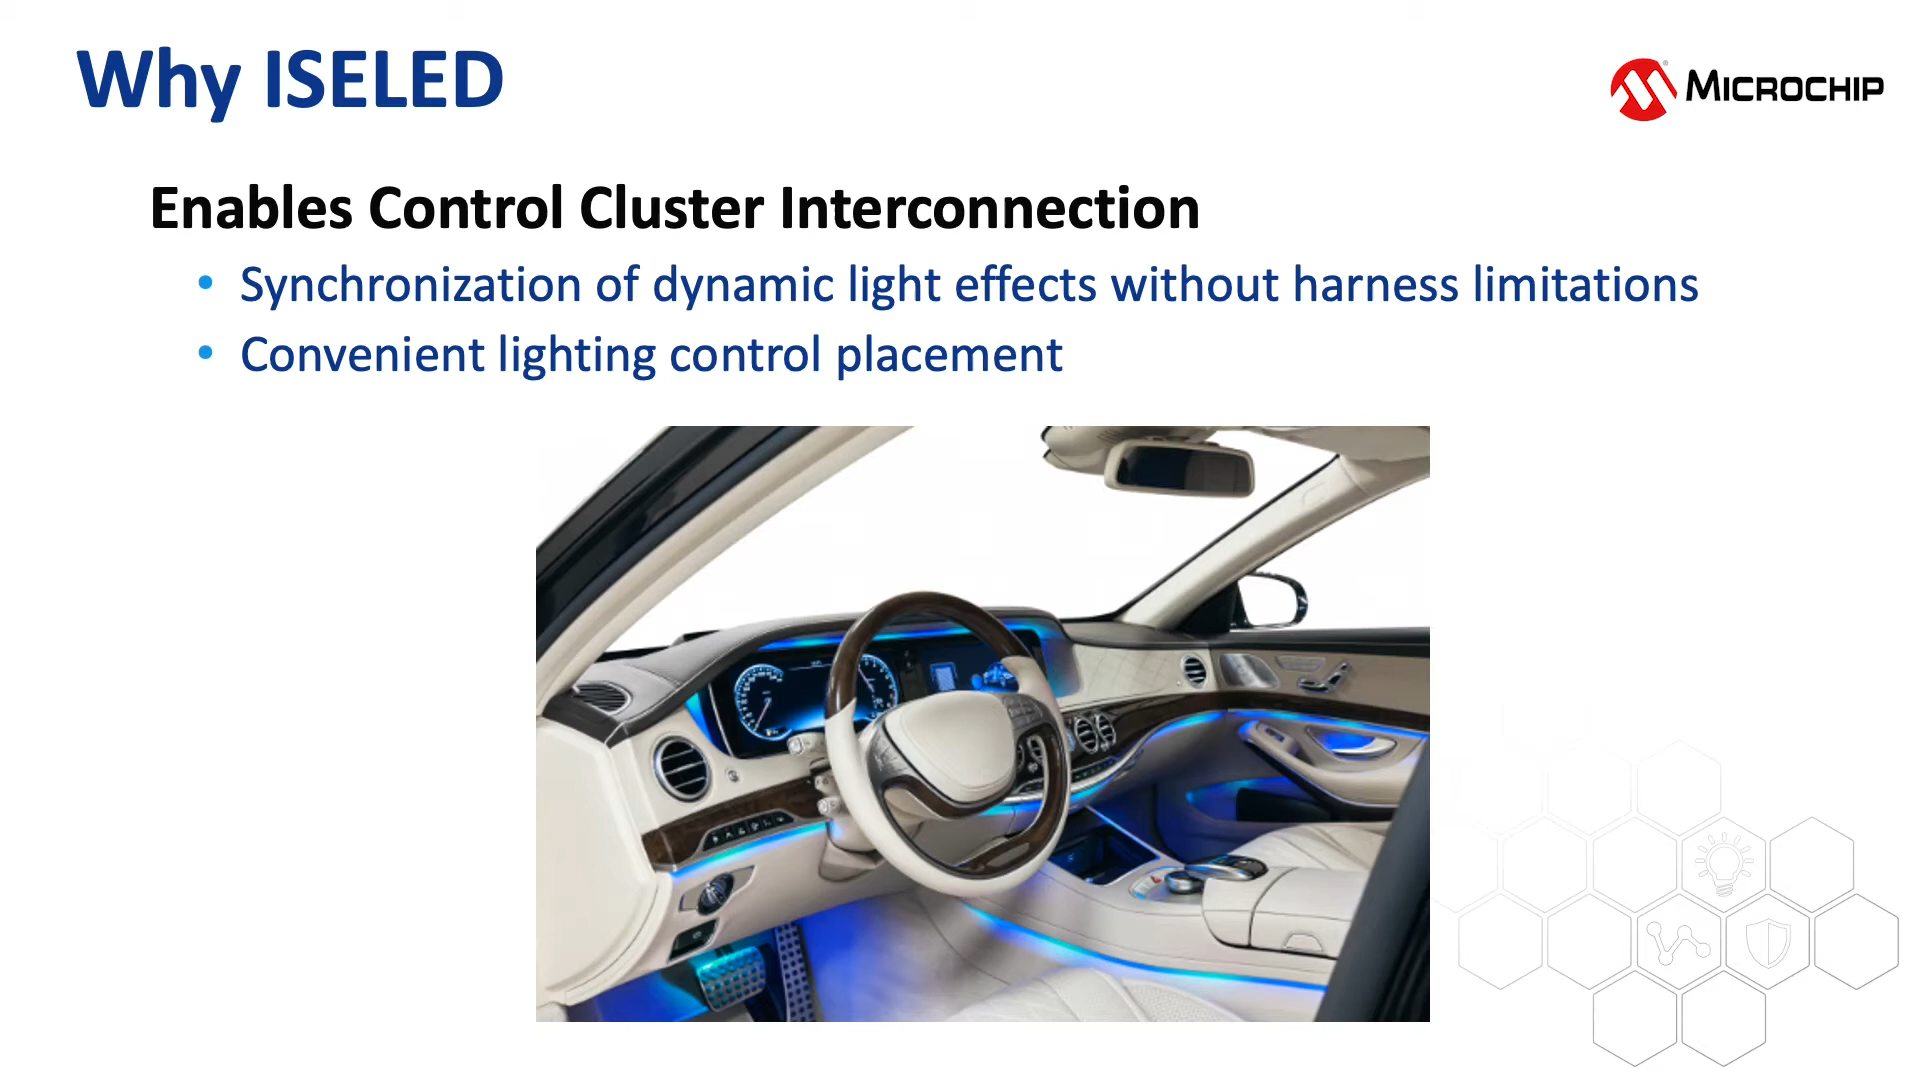 Why ISELED
MICROCHIP
Enables Control Cluster Interconnection
• Synchronization of dynamic light effects without harness limitations
• Convenient lighting control placement